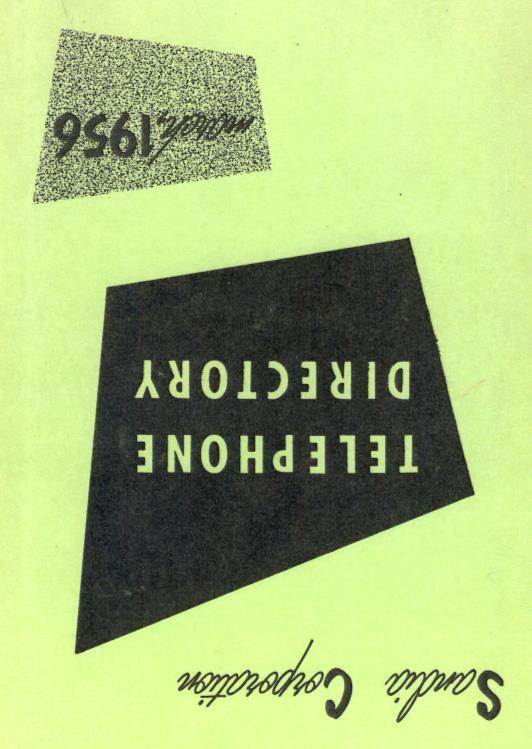 Sandia Corporation
TELEPHONE
DIRECTORY
march, 1956